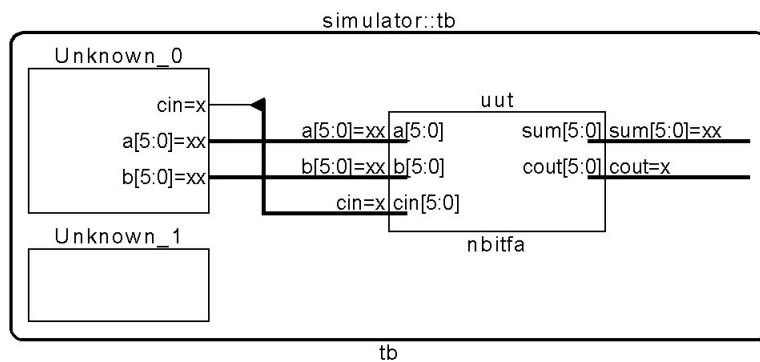 simulator::tb
Unknown_0
cin=x
a[5:0]=xx
b[5:0]=xx
a[5:0]=xx
b[5:0]=xx
cin=x
uut
a[5:0]
b[5:0]
cin[5:0]
sum[5:0]
cout[5:0]
nbitfa
sum[5:0]=xx
cout=x
Unknown_1
tb